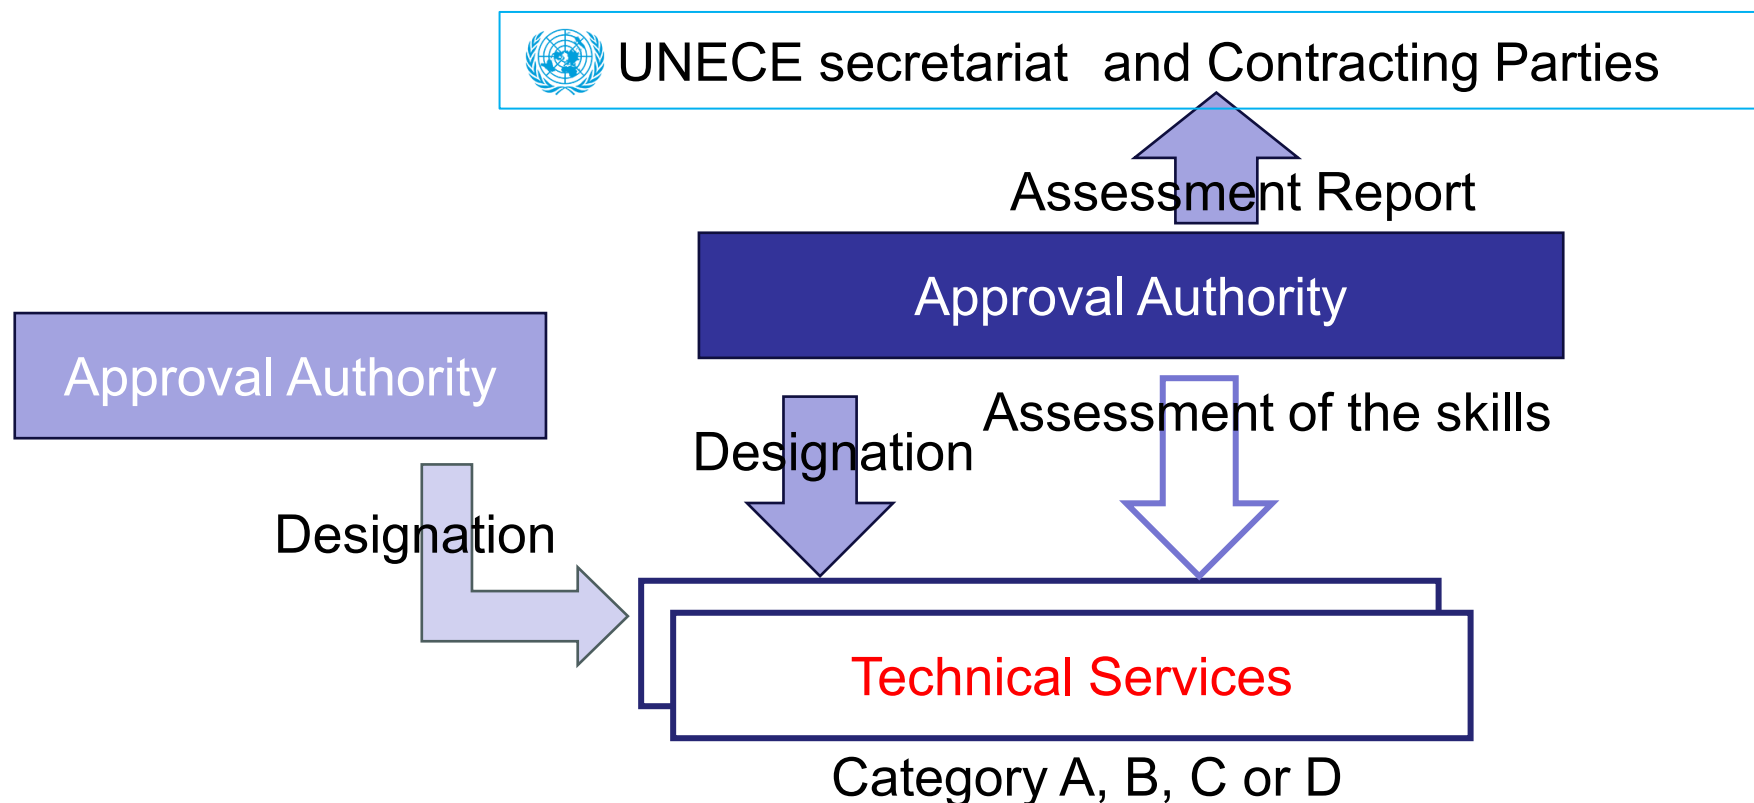 UNECE secretariat and Contracting Parties
Assessment Report
Approval Authority
Approval Authority
Assessment of the skills
Designation
Designation
Technical Services
Category A, B, C or D